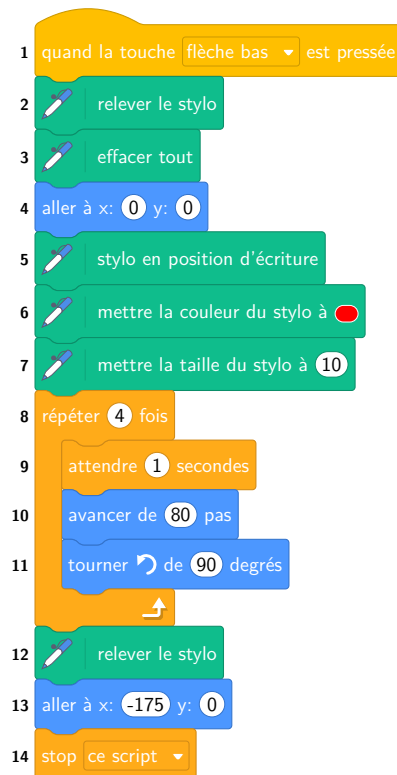 1 quand la touche flèche bas est pressée
2 relever le stylo
3 effacer tout
4 aller à x: 0 y: 0
5 stylo en position d'écriture
6 mettre la couleur du stylo à
7 mettre la taille du stylo à 10
8 répéter 4 fois
9 attendre 1 secondes
10 avancer de 80 pas
11 tourner de 90 degrés
12 relever le stylo
13 aller à x: -175 y: 0
14 stop ce script